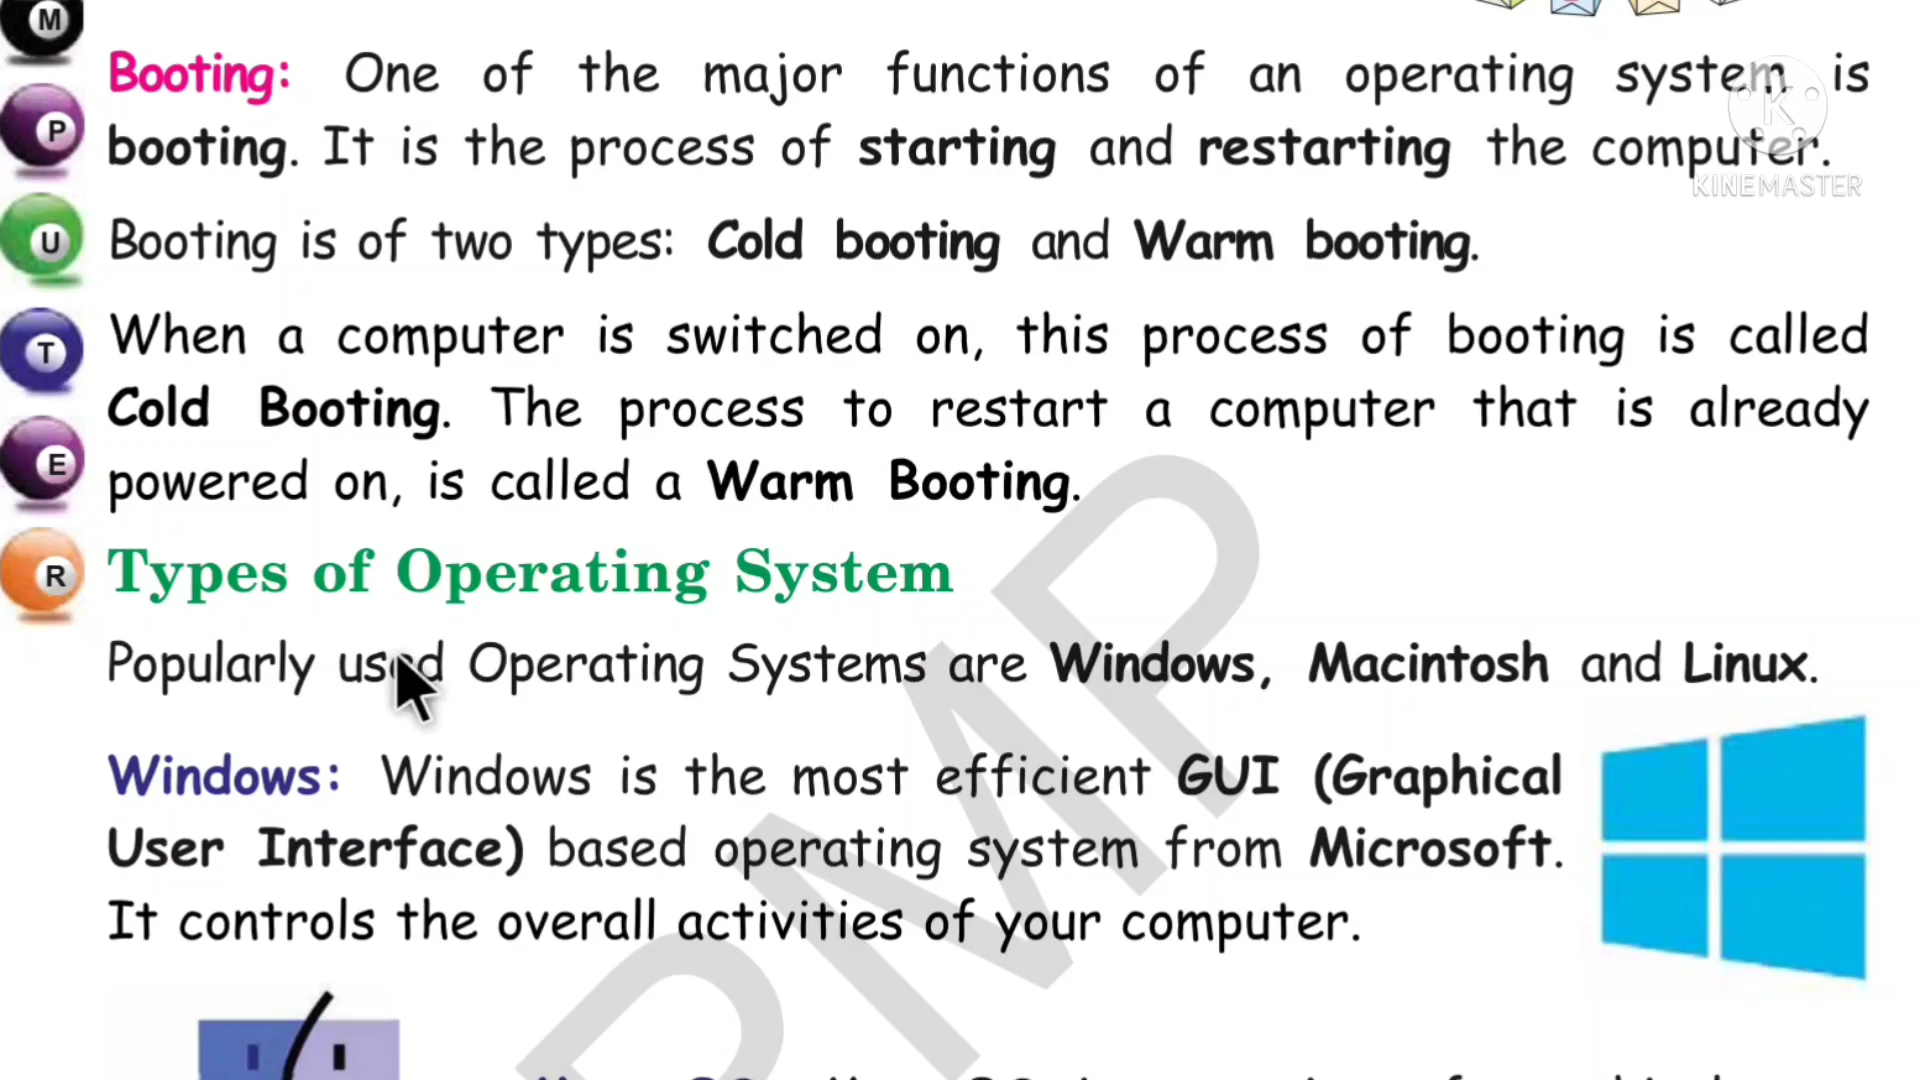 M
P
U
T
E
R
Booting: One of the major functions of an operating system is
booting. It is the process of starting and restarting the computer.
KINEMASTER
Booting is of two types: Cold booting and Warm booting.
When a computer is switched on, this process of booting is called
Cold Booting. The process to restart a computer that is already
powered on, is called a Warm Booting.
Types of Operating System
Popularly used Operating Systems are Windows, Macintosh and Linux.
Windows: Windows is the most efficient GUI (Graphical
User Interface) based operating system from Microsoft.
It controls the overall activities of your computer.
PMP